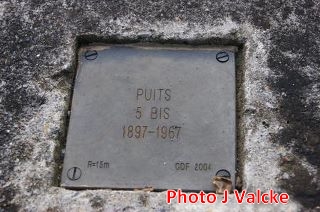 PUITS
5 BIS
1897-1967
R=15m CDF 2004
Photo J Valcke